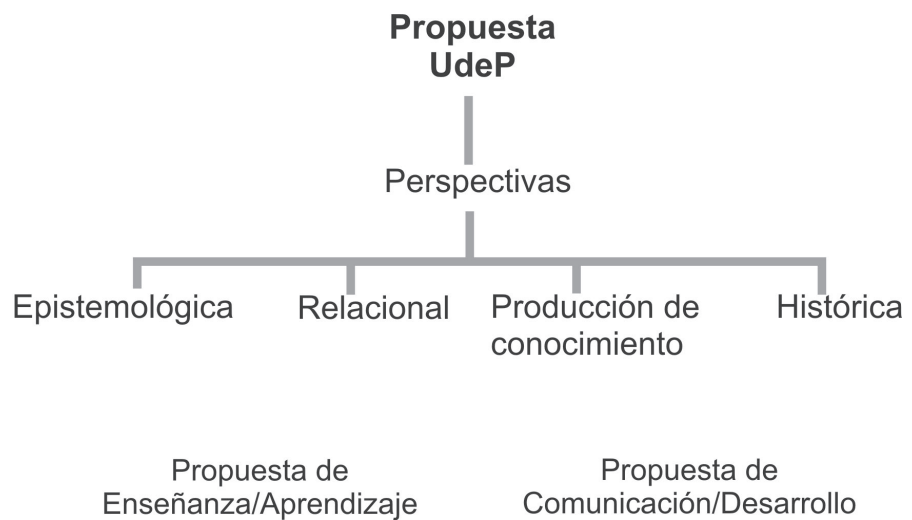 Propuesta
UdeP
Perspectivas
Epistemológica
Relacional
Producción de
conocimiento
Histórica
Propuesta de
Enseñanza/Aprendizaje
Propuesta de
Comunicación/Desarrollo